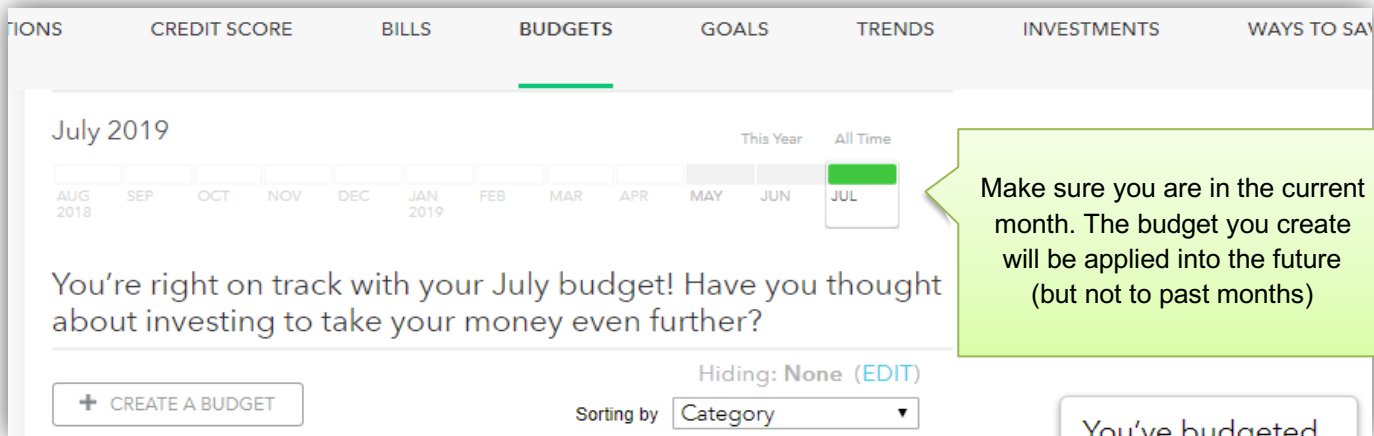 TIONS CREDIT SCORE BILLS BUDGETS GOALS TRENDS INVESTMENTS WAYS TO SAV
July 2019
This Year All Time
AUG SEP OCT NOV DEC JAN FEB MAR APR MAY JUN JUL
2018 2019
Make sure you are in the current
month. The budget you create
will be applied into the future
(but not to past months)
You're right on track with your July budget! Have you thought
about investing to take your money even further?
Hiding: None (EDIT)
+ CREATE A BUDGET
Sorting by Category
You've budgeted